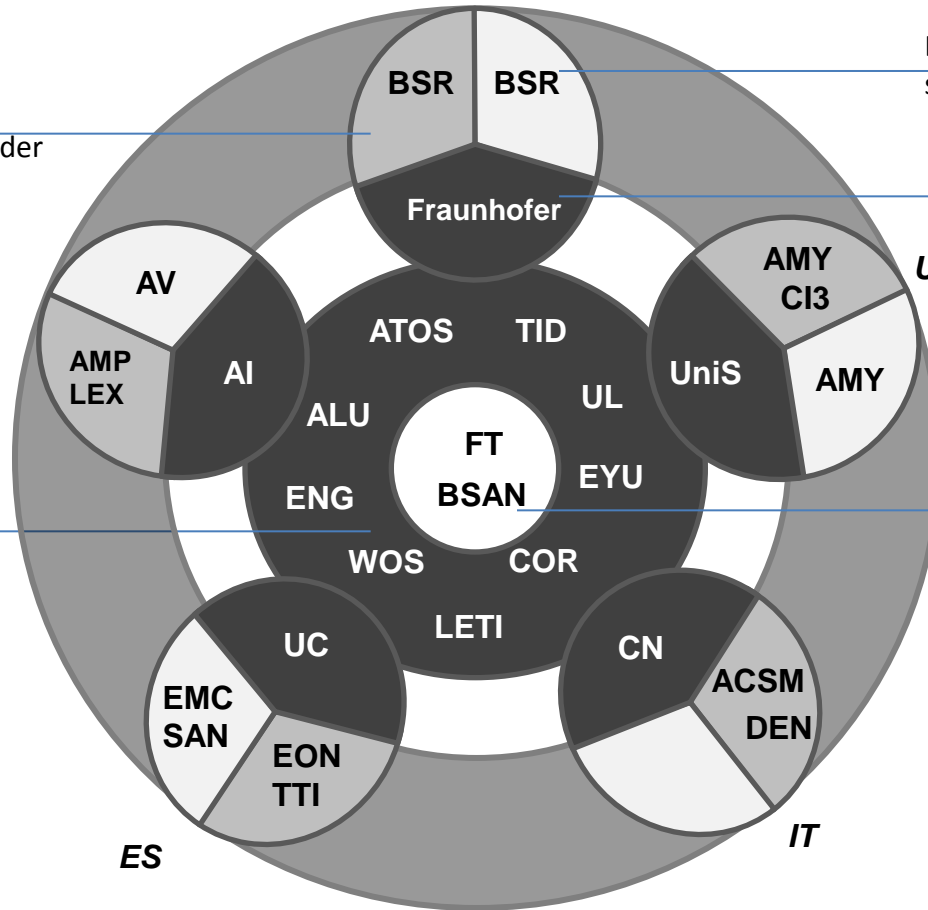 BSR
BSR
der
Fraunhofer
AV
AMP
LEX
AI
AMY
CI3
UniS
AMY
ATOS
TID
ALU
UL
FT
BSAN
ENG
EYU
WOS
COR
LETI
UC
EMC
SAN
EON
TTI
CN
ACSM
DEN
ES
IT